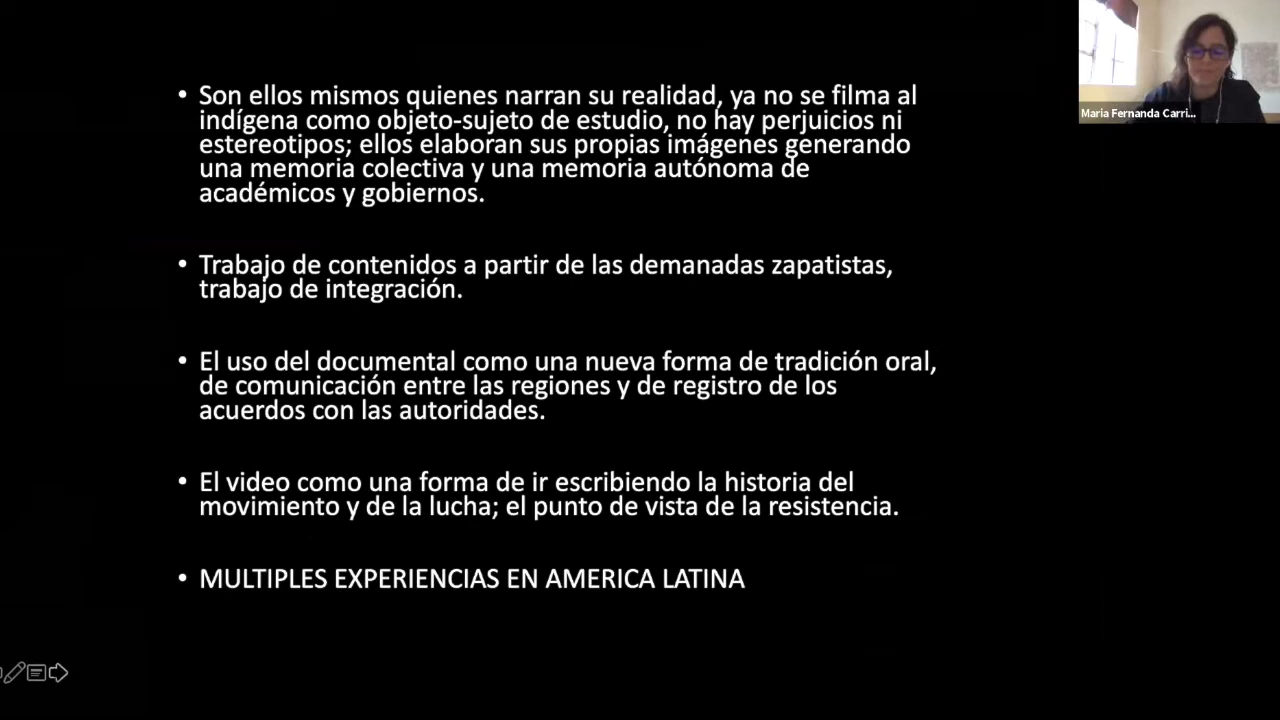 • Son ellos mismos quienes narran su realidad, ya no se filma al
indígena como objeto-sujeto de estudio, no hay perjuicios ni
estereotipos; ellos elaboran sus propias imágenes generando
una memoria colectiva y una memoria autónoma de
académicos y gobiernos.
• Trabajo de contenidos a partir de las demanadas zapatistas,
trabajo de integración.
• El uso del documental como una nueva forma de tradición oral,
de comunicación entre las regiones y de registro de los
acuerdos con las autoridades.
• El video como una forma de ir escribiendo la historia del
movimiento y de la lucha; el punto de vista de la resistencia.
• MULTIPLES EXPERIENCIAS EN AMERICA LATINA
Maria Fernanda Carri...